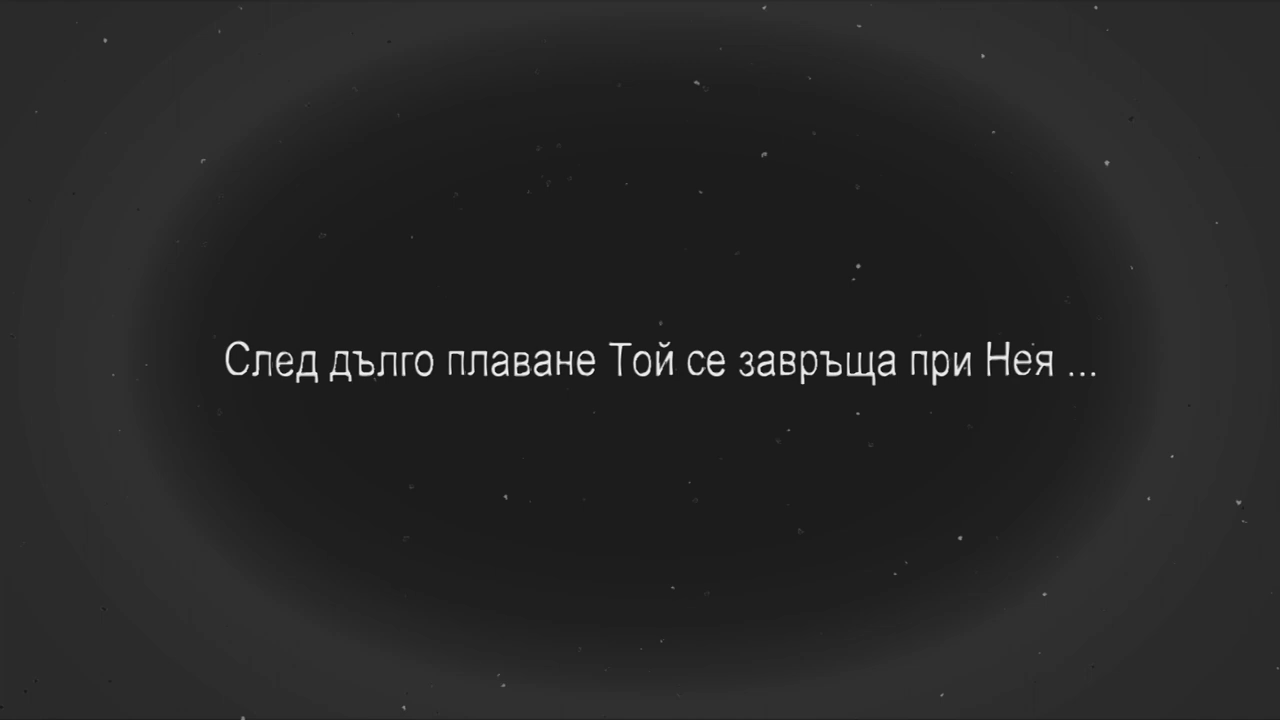 След дълго плаване Той се завръща при Нея ...